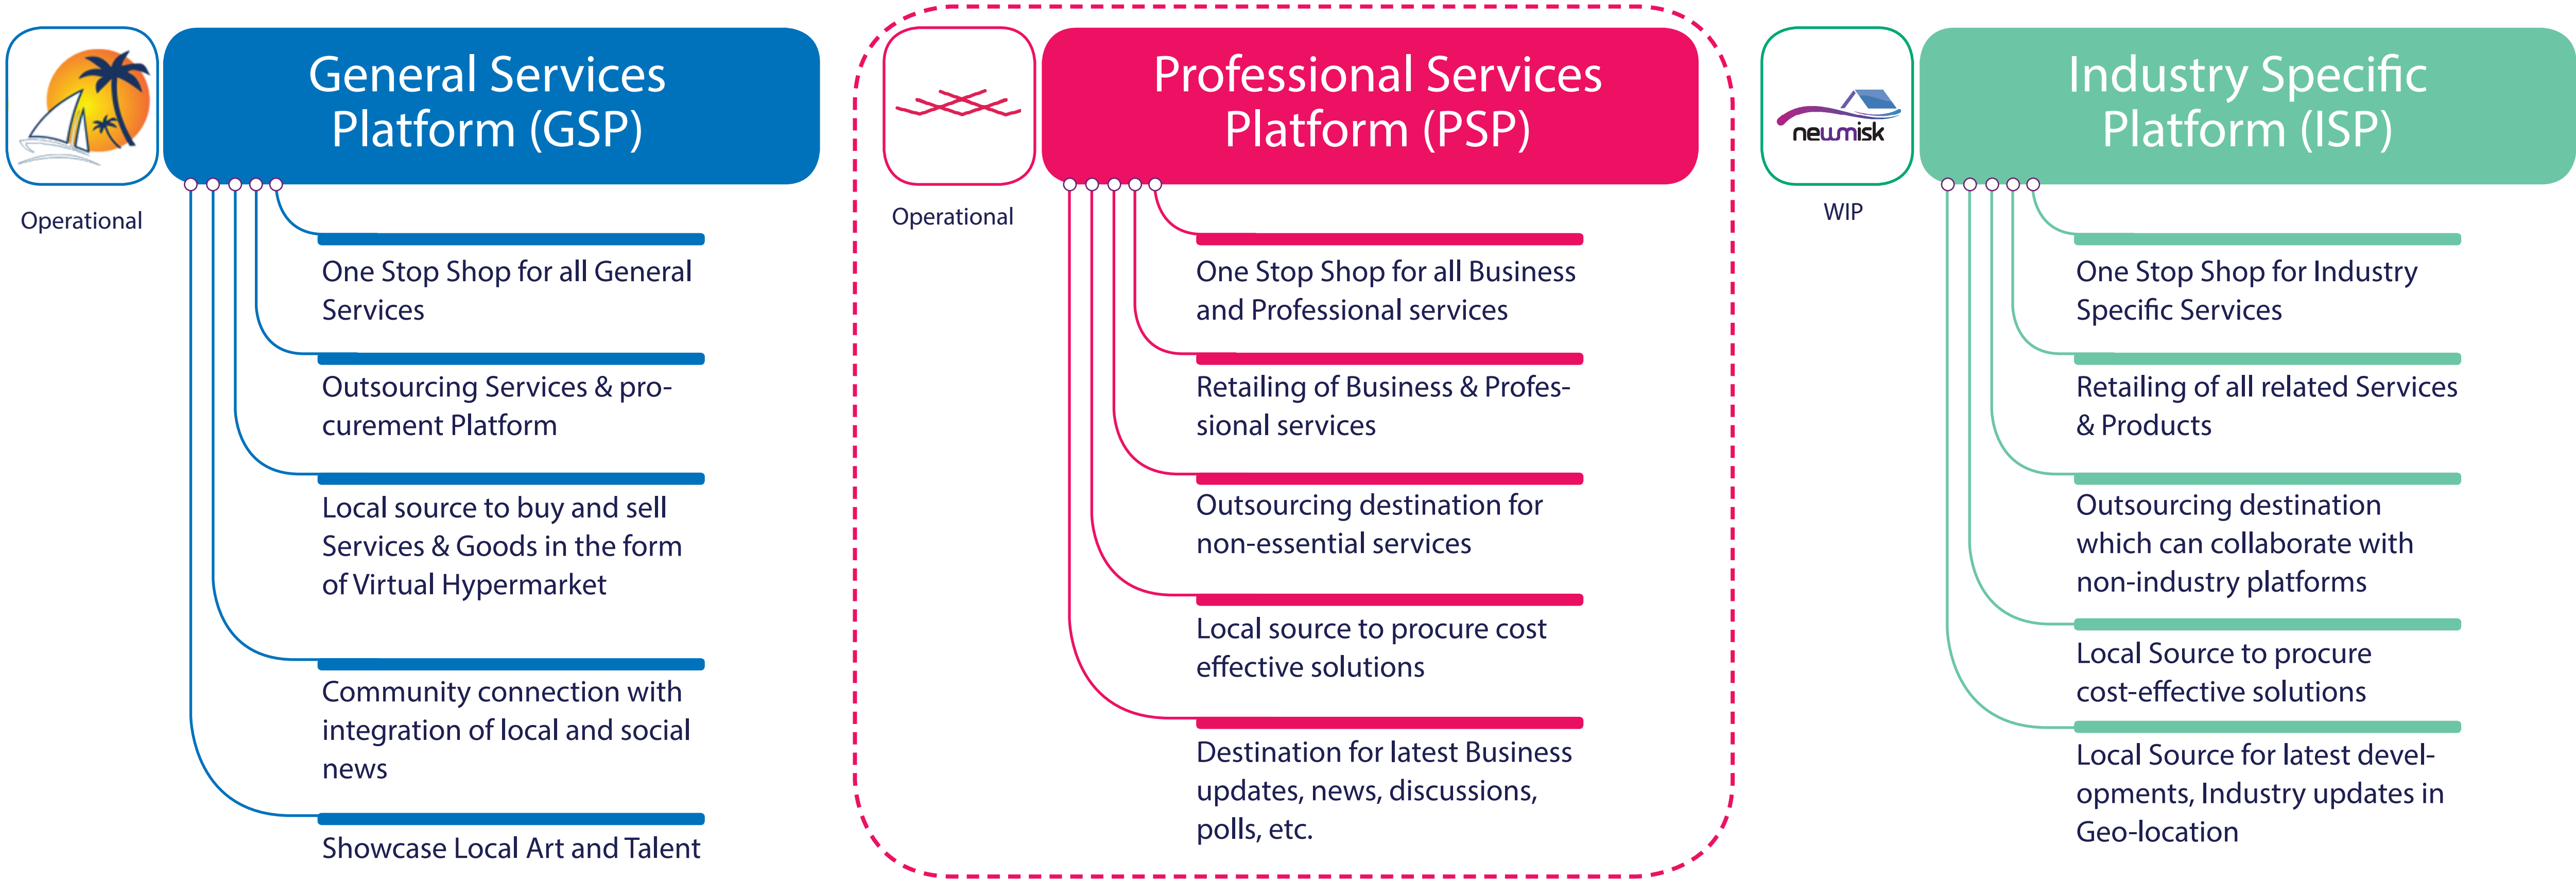 General Services
Platform (GSP)
Operational
One Stop Shop for all General
Services
Outsourcing Services & pro-
curement Platform
Local source to buy and sell
Services & Goods in the form
of Virtual Hypermarket
Community connection with
integration of local and social
news
Showcase Local Art and Talent
Professional Services
Platform (PSP)
Operational
One Stop Shop for all Business
and Professional services
Retailing of Business & Profes-
sional services
Outsourcing destination for
non-essential services
Local source to procure cost
effective solutions
Destination for latest Business
updates, news, discussions,
polls, etc.
newmisk
Industry Specific
Platform (ISP)
WIP
One Stop Shop for Industry
Specific Services
Retailing of all related Services
& Products
Outsourcing destination
which can collaborate with
non-industry platforms
Local Source to procure
cost-effective solutions
Local Source for latest devel-
opments, Industry updates in
Geo-location